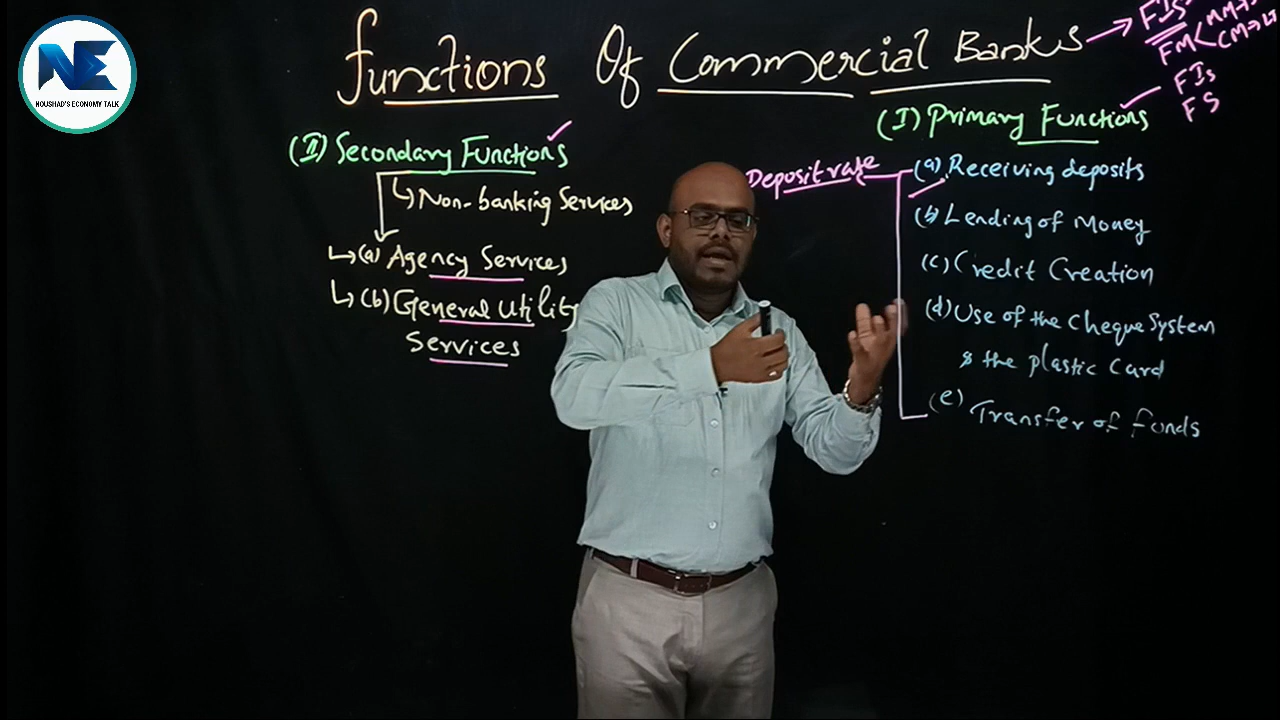 NE
NOUSHAD'S ECONOMY TALK
Functions Of Commercial Banks
FIs
FM
MM
CM → LT
FIs
FS
(I) Primary Functions
(a) Receiving deposits
Deposit rate
(b) Lending of Money
(c) Credit Creation
(d) Use of the Cheque System
& the plastic card
(e) Transfer of funds
(II) Secondary Functions
Non-banking Services
(a) Agency Services
(b) General Utility
Services